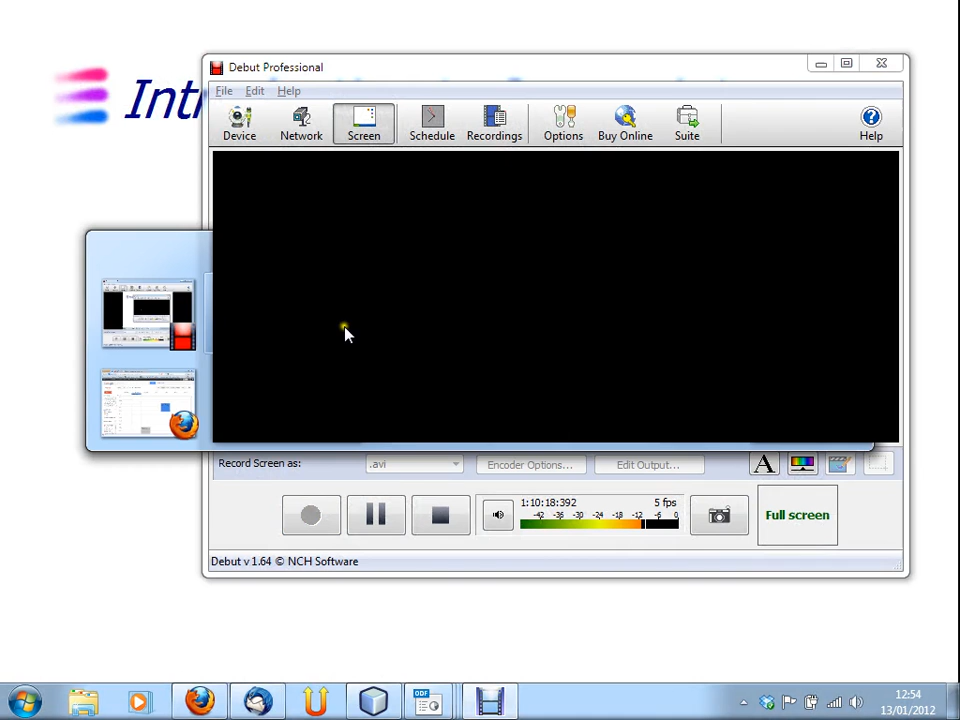 Int
Debut Professional
File Edit Help
Device Network Screen Schedule Recordings Options Buy Online Suite Help
Record Screen as: .avi Encoder Options... Edit Output... A
1:10:18:392 5 fps
-42 -36 -30 -24 -18 -12 -6 0
Full screen
Debut v 1.64 © NCH Software
ODF
12:54
13/01/2012